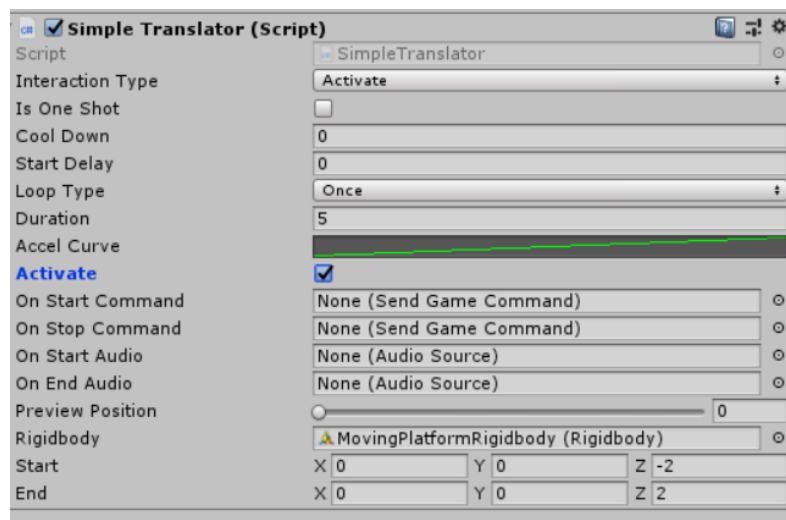 Simple Translator (Script)
Script SimpleTranslator
Interaction Type Activate
Is One Shot
Cool Down 0
Start Delay 0
Loop Type Once
Duration 5
Accel Curve
Activate
On Start Command None (Send Game Command)
On Stop Command None (Send Game Command)
On Start Audio None (Audio Source)
On End Audio None (Audio Source)
Preview Position 0
Rigidbody MovingPlatformRigidbody (Rigidbody)
Start X 0 Y 0 Z -2
End X 0 Y 0 Z 2